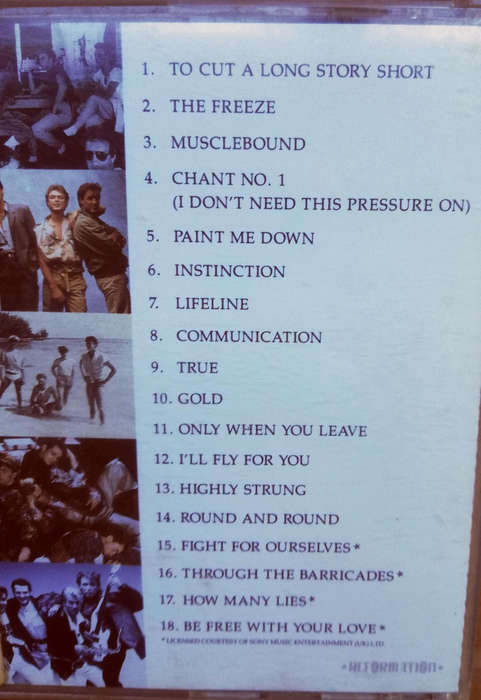 1. TO CUT A LONG STORY SHORT
2. THE FREEZE
3. MUSCLEBOUND
4. CHANT NO. 1
(I DON'T NEED THIS PRESSURE ON)
5. PAINT ME DOWN
6. INSTINCTION
7. LIFELINE
8. COMMUNICATION
9. TRUE
10. GOLD
11. ONLY WHEN YOU LEAVE
12. I'LL FLY FOR YOU
13. HIGHLY STRUNG
14. ROUND AND ROUND
15. FIGHT FOR OURSELVES*
16. THROUGH THE BARRICADES*
17. HOW MANY LIES*
18. BE FREE WITH YOUR LOVE*
* LICENSED COURTESY OF SONY MUSIC ENTERTAINMENT (UK) LTD.
•REFORMATION•